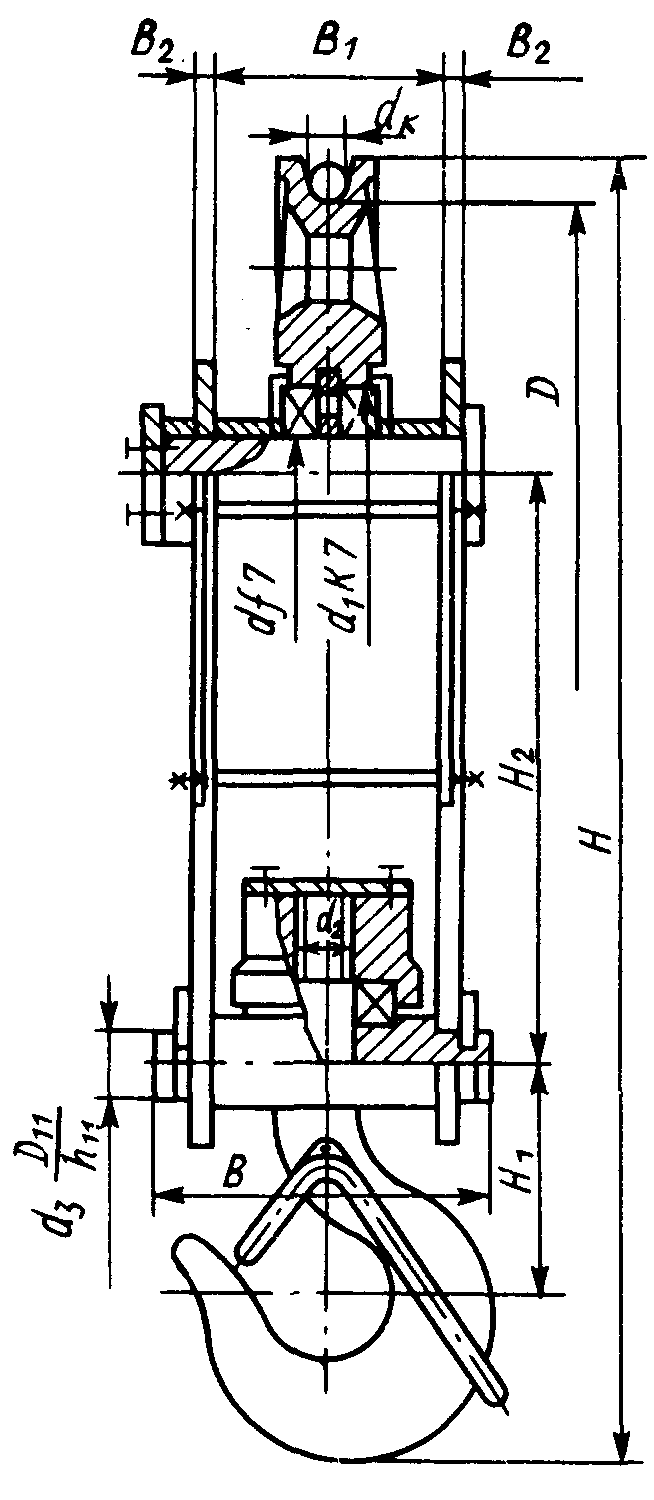 B₂ B₁ B₂
dк
D
df7
d₁K7
H₂
H
d₂
d₃ D11/h11
B
H₁